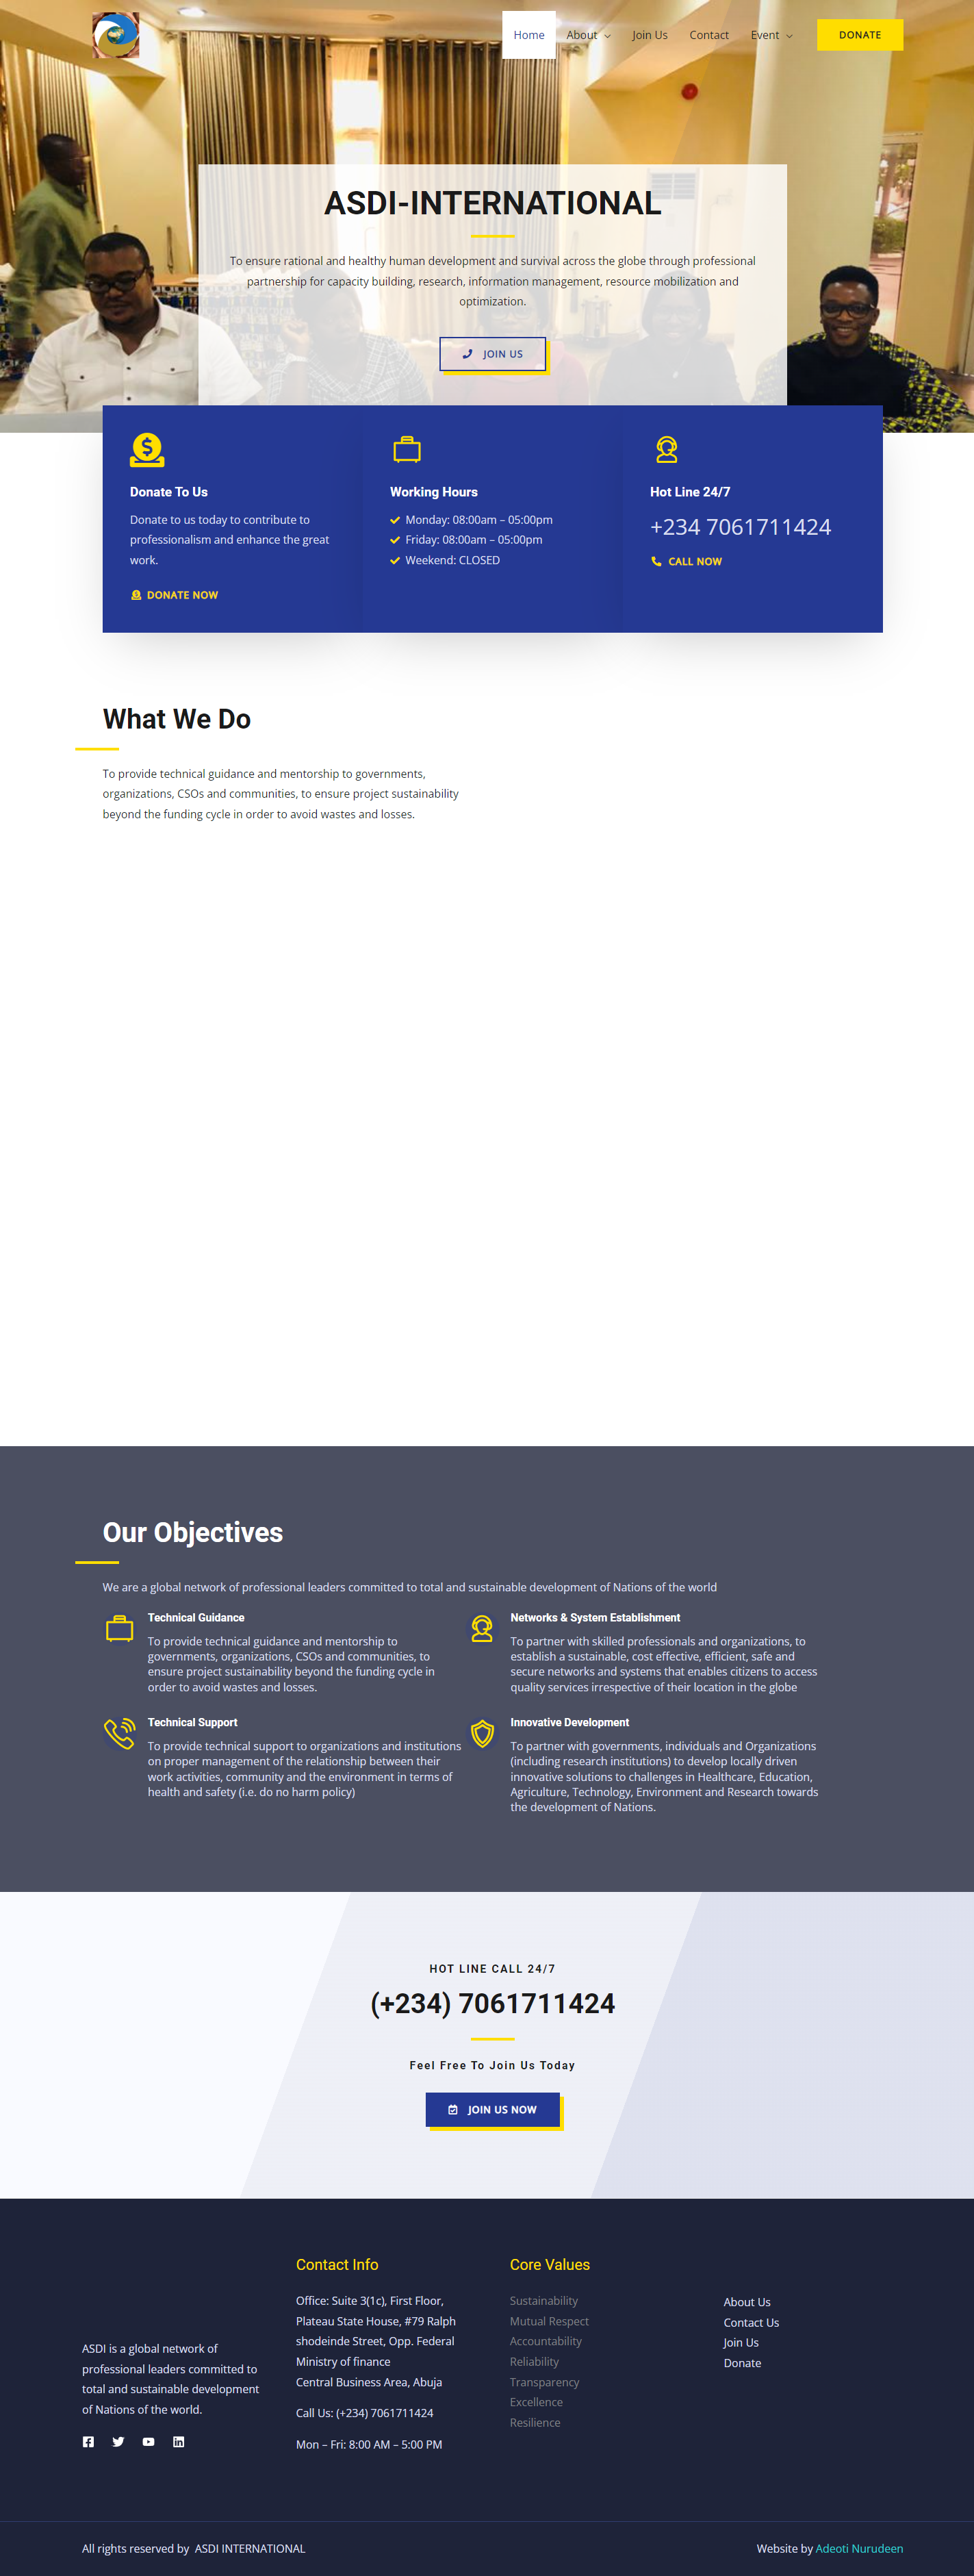 Home About Join Us Contact Event DONATE
ASDI-INTERNATIONAL
To ensure rational and healthy human development and survival across the globe through professional
partnership for capacity building, research, information management, resource mobilization and
optimization.
JOIN US
Donate To Us
Donate to us today to contribute to
professionalism and enhance the great
work.
DONATE NOW
Working Hours
Monday: 08:00am – 05:00pm
Friday: 08:00am – 05:00pm
Weekend: CLOSED
Hot Line 24/7
+234 7061711424
CALL NOW
What We Do
To provide technical guidance and mentorship to governments,
organizations, CSOs and communities, to ensure project sustainability
beyond the funding cycle in order to avoid wastes and losses.
Our Objectives
We are a global network of professional leaders committed to total and sustainable development of Nations of the world
Technical Guidance
To provide technical guidance and mentorship to
governments, organizations, CSOs and communities, to
ensure project sustainability beyond the funding cycle in
order to avoid wastes and losses.
Networks & System Establishment
To partner with skilled professionals and organizations, to
establish a sustainable, cost effective, efficient, safe and
secure networks and systems that enables citizens to access
quality services irrespective of their location in the globe
Technical Support
To provide technical support to organizations and institutions
on proper management of the relationship between their
work activities, community and the environment in terms of
health and safety (i.e. do no harm policy)
Innovative Development
To partner with governments, individuals and Organizations
(including research institutions) to develop locally driven
innovative solutions to challenges in Healthcare, Education,
Agriculture, Technology, Environment and Research towards
the development of Nations.
HOT LINE CALL 24/7
(+234) 7061711424
Feel Free To Join Us Today
JOIN US NOW
ASDI is a global network of
professional leaders committed to
total and sustainable development
of Nations of the world.
Contact Info
Office: Suite 3(1c), First Floor,
Plateau State House, #79 Ralph
shodeinde Street, Opp. Federal
Ministry of finance
Central Business Area, Abuja
Call Us: (+234) 7061711424
Mon – Fri: 8:00 AM – 5:00 PM
Core Values
Sustainability
Mutual Respect
Accountability
Reliability
Transparency
Excellence
Resilience
About Us
Contact Us
Join Us
Donate
All rights reserved by ASDI INTERNATIONAL
Website by Adeoti Nurudeen